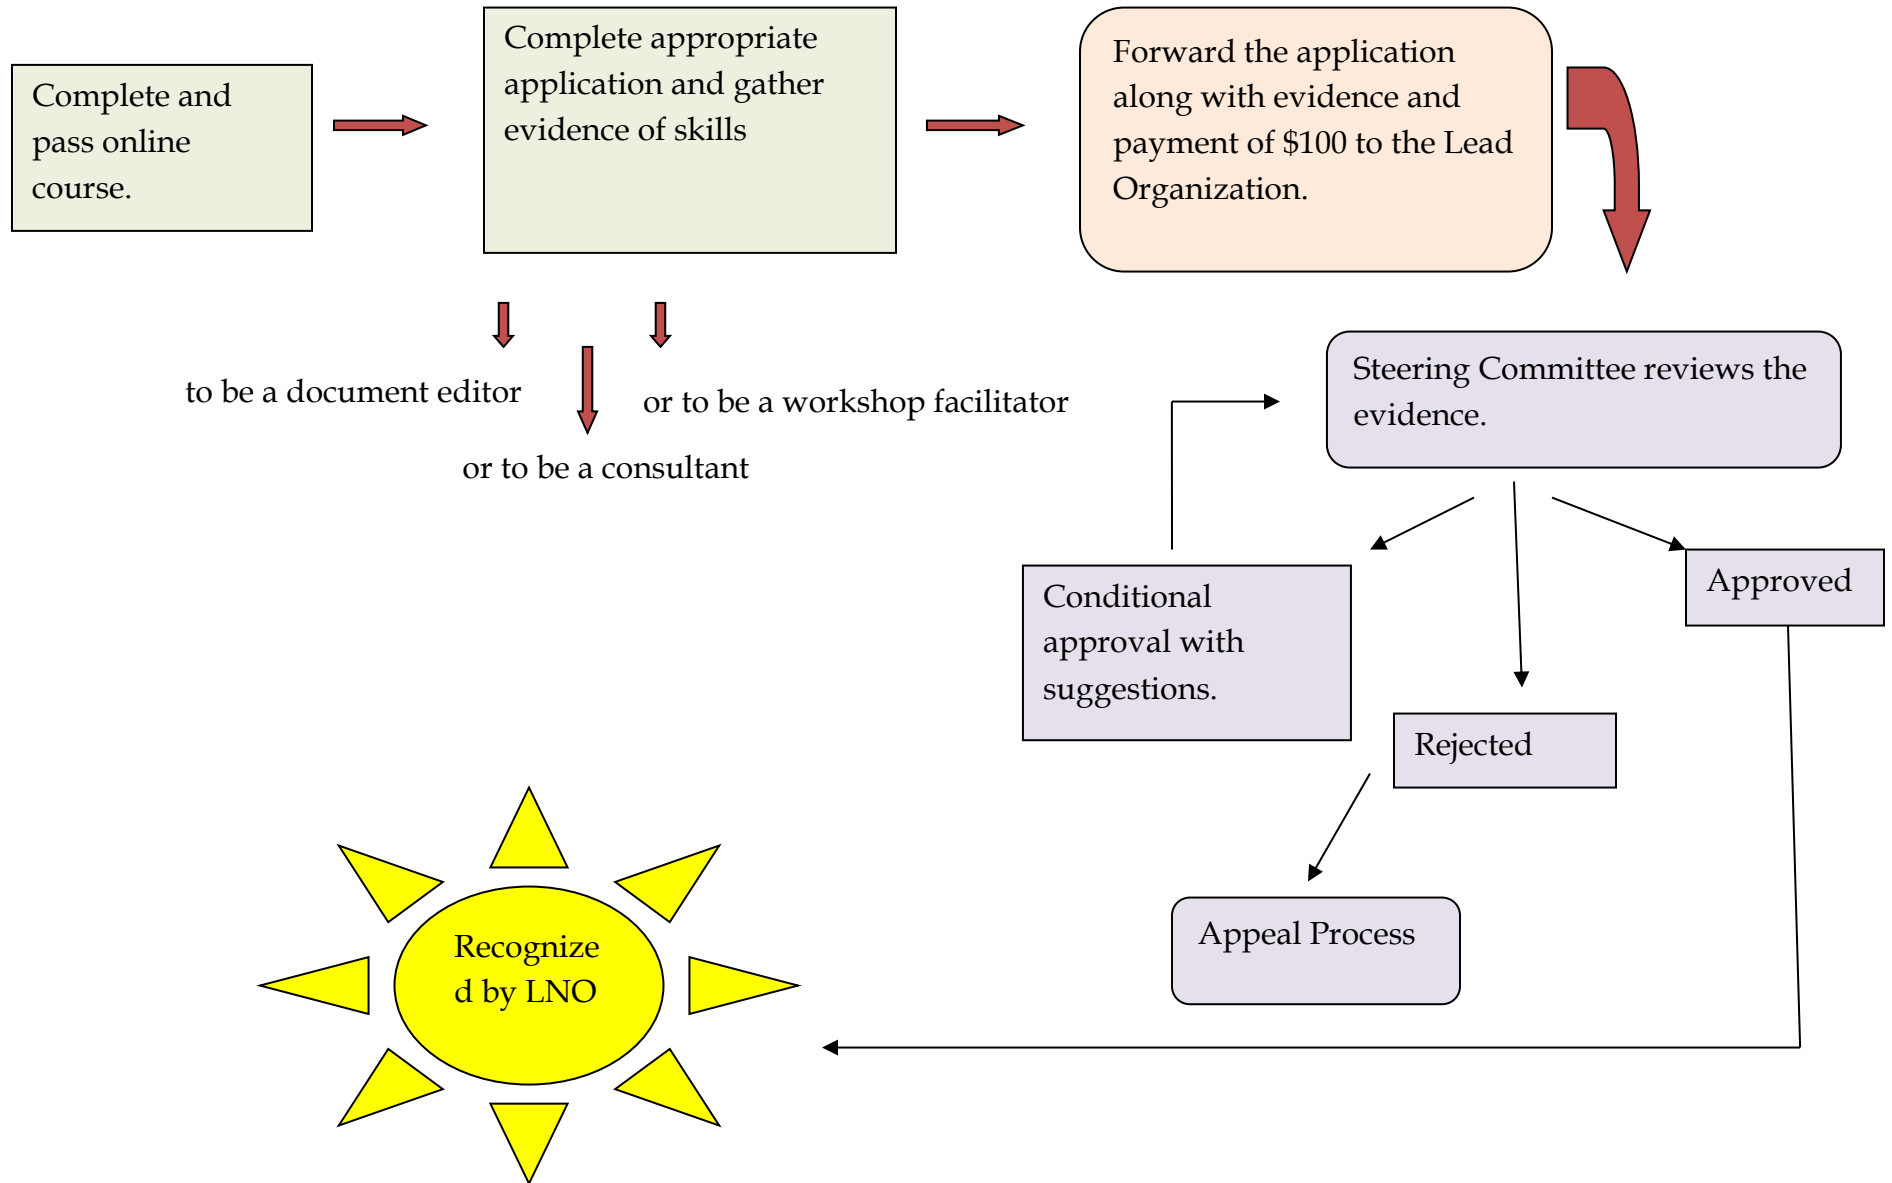 Complete and
pass online
course.
Complete appropriate
application and gather
evidence of skills
Forward the application
along with evidence and
payment of $100 to the Lead
Organization.
to be a document editor
or to be a workshop facilitator
or to be a consultant
Steering Committee reviews the
evidence.
Conditional
approval with
suggestions.
Approved
Rejected
Appeal Process
Recognize
d by LNO